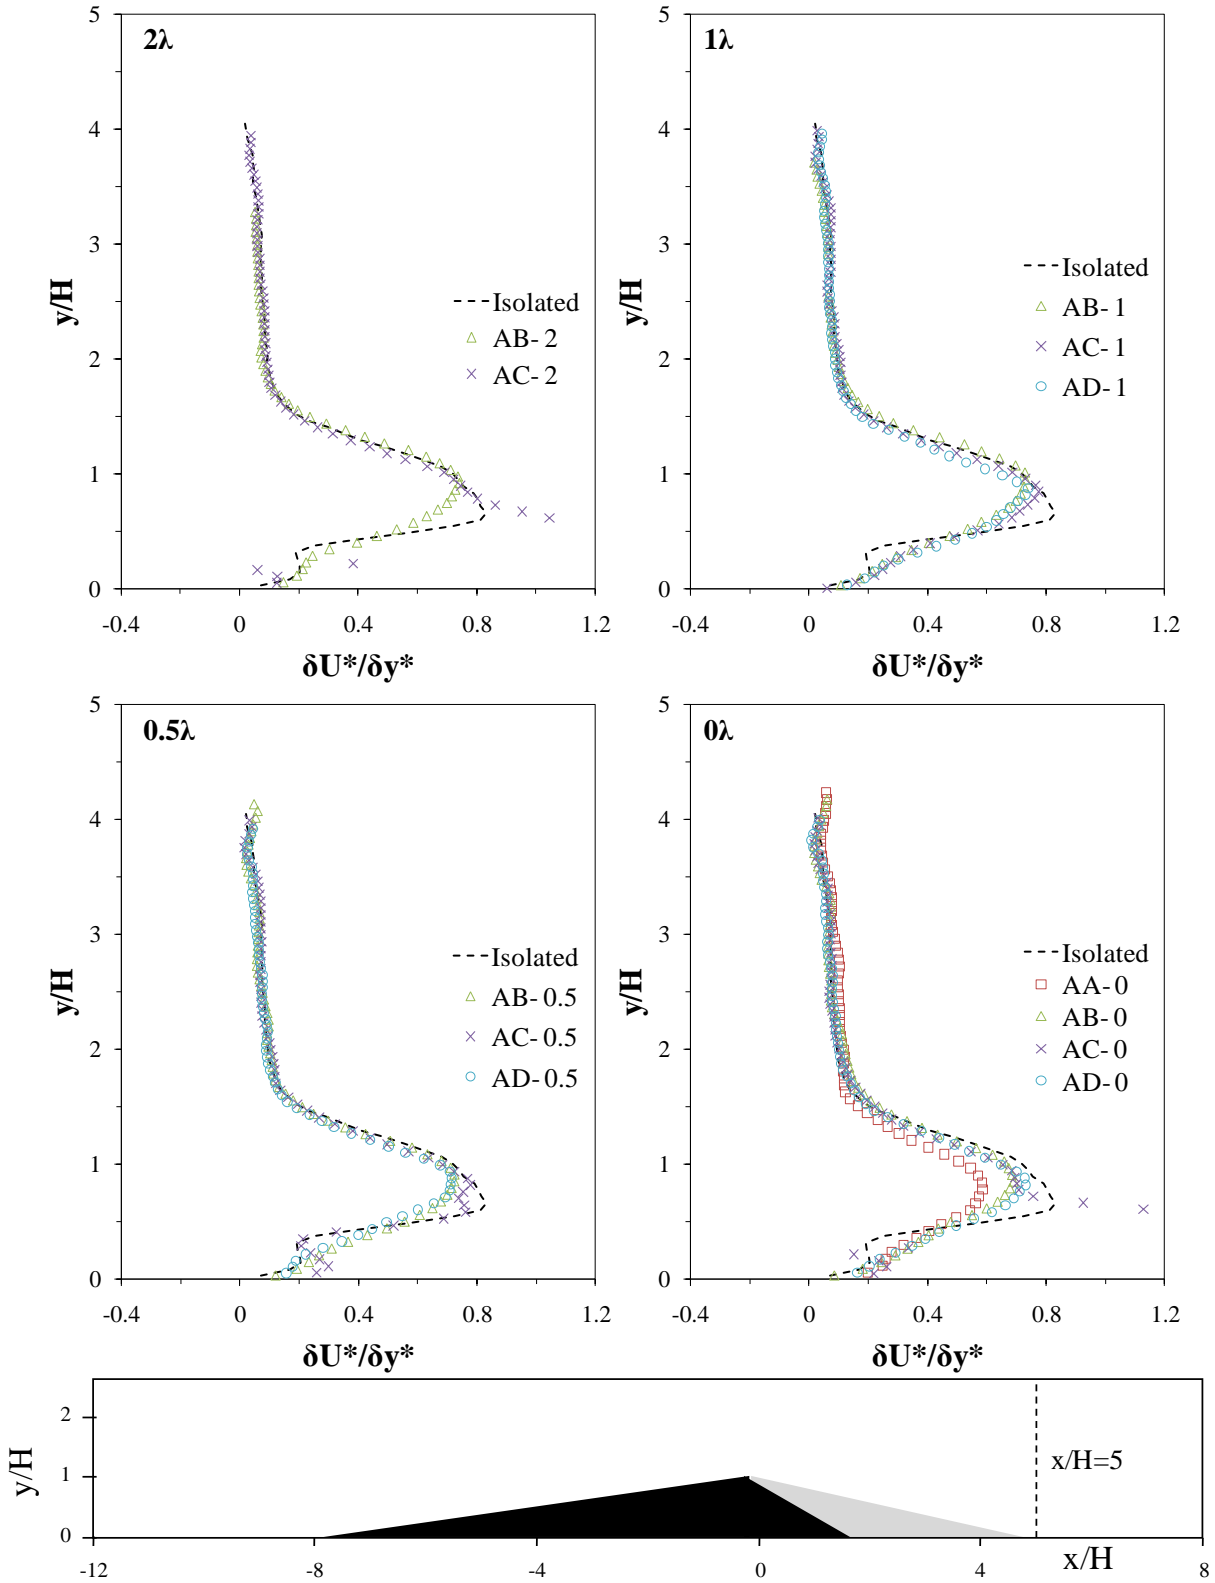 5
4
3
2
1
0
y/H
2λ
Isolated
AB-2
AC-2
-0.4
0
0.4
0.8
1.2
δU*/δy*
5
4
3
2
1
0
y/H
1λ
Isolated
AB-1
AC-1
AD-1
-0.4
0
0.4
0.8
1.2
δU*/δy*
5
4
3
2
1
0
y/H
0.5λ
Isolated
AB-0.5
AC-0.5
AD-0.5
-0.4
0
0.4
0.8
1.2
δU*/δy*
5
4
3
2
1
0
y/H
0λ
Isolated
AA-0
AB-0
AC-0
AD-0
-0.4
0
0.4
0.8
1.2
δU*/δy*
2
1
0
y/H
x/H=5
x/H
-12
-8
-4
0
4
8